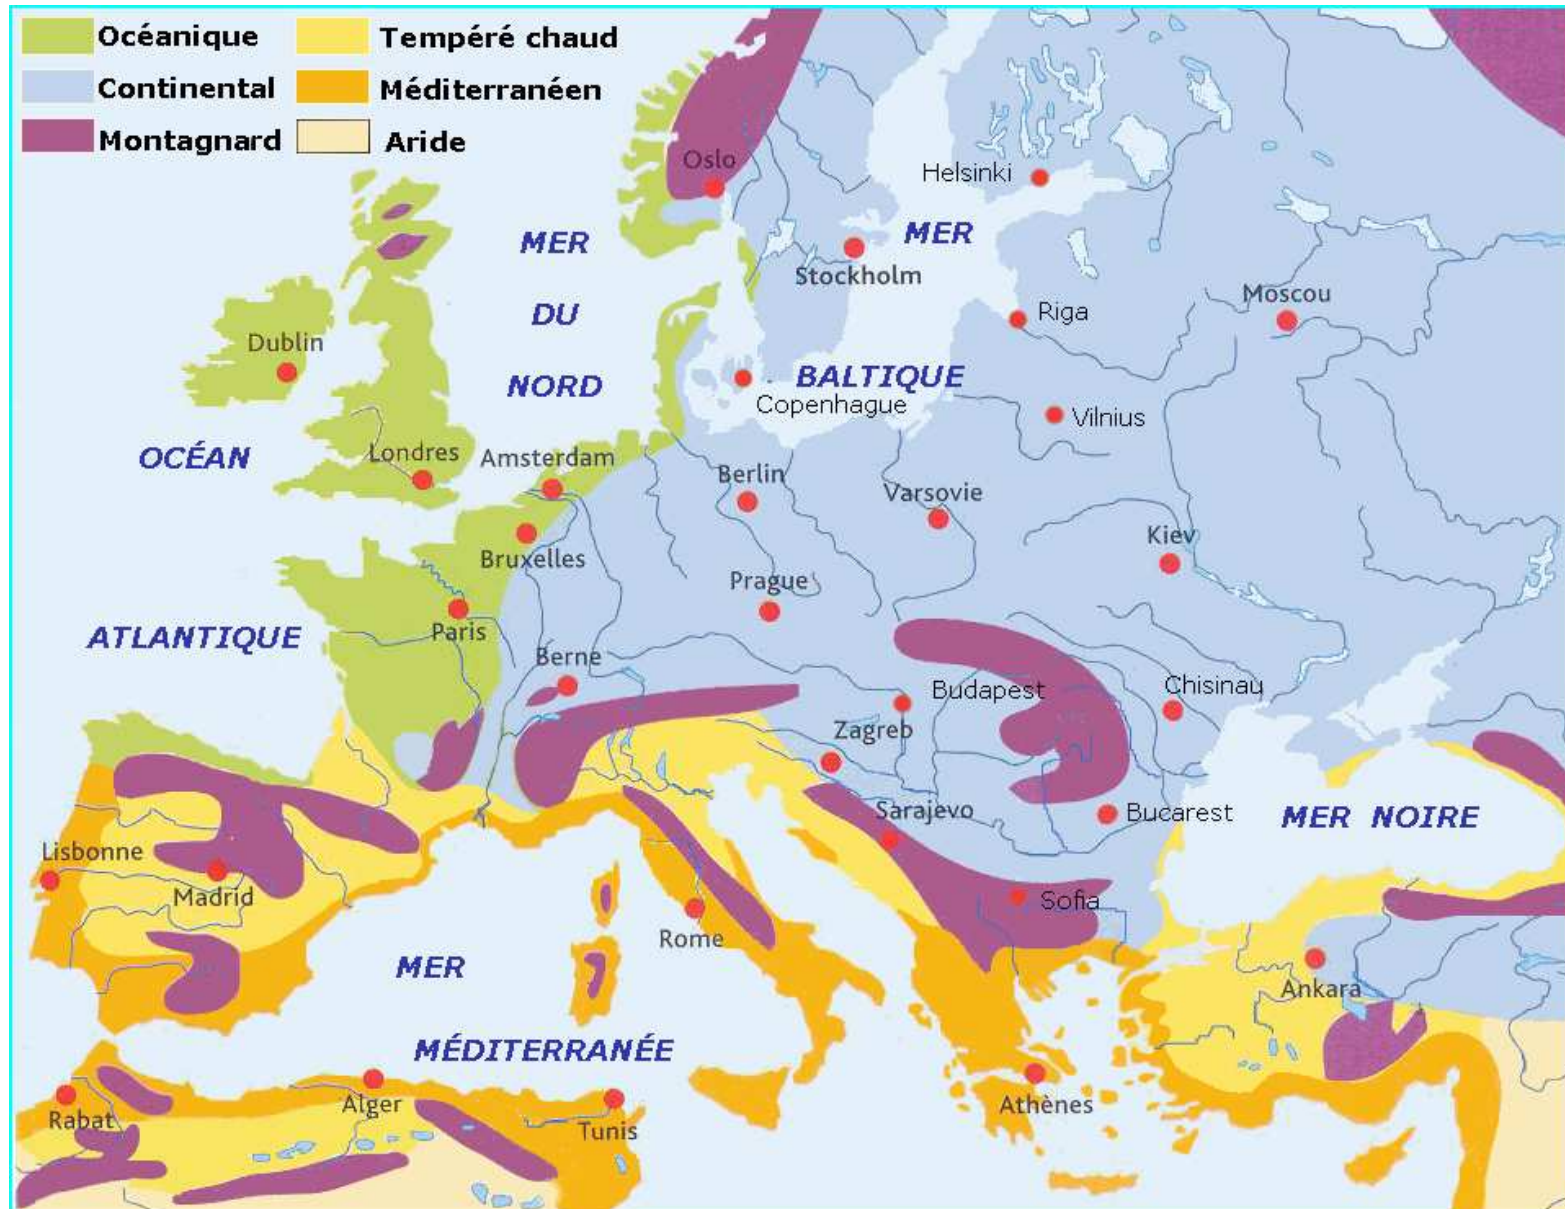 Océanique
Tempéré chaud
Continental
Méditerranéen
Montagnard
Aride
Oslo
Helsinki
MER
MER
Stockholm
Moscou
Riga
DU
Dublin
BALTIQUE
NORD
Copenhague
Vilnius
OCÉAN
Londres
Amsterdam
Berlin
Varsovie
Kiev
Bruxelles
Prague
ATLANTIQUE
Paris
Berne
Budapest
Chisinau
Zagreb
Sarajevo
Bucarest
MER NOIRE
Lisbonne
Madrid
Sofia
Rome
MER
Ankara
MÉDITERRANÉE
Alger
Athènes
Rabat
Tunis